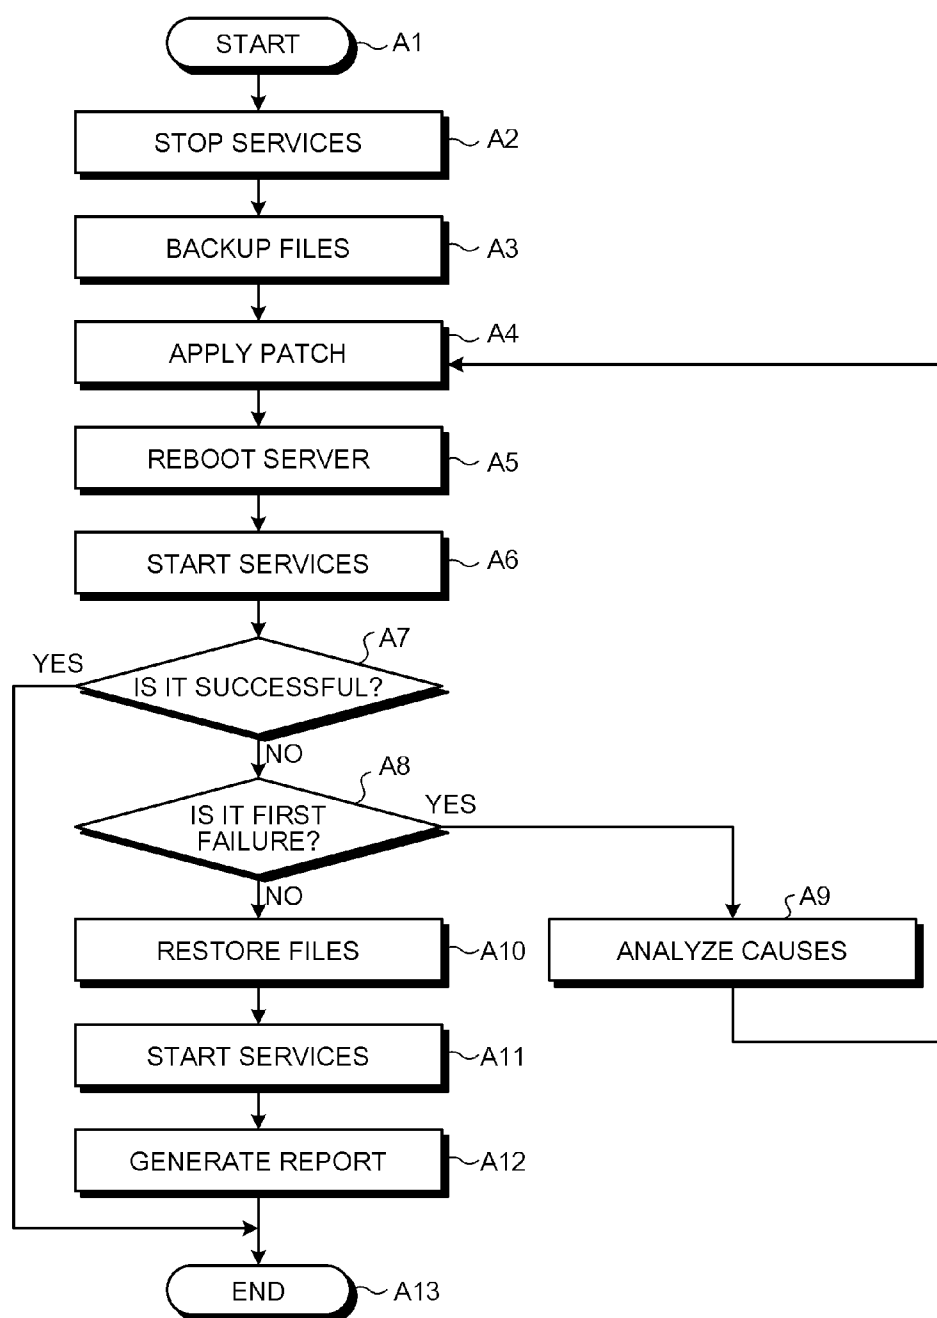 START
A1
STOP SERVICES
A2
BACKUP FILES
A3
APPLY PATCH
A4
REBOOT SERVER
A5
START SERVICES
A6
A7
YES
IS IT SUCCESSFUL?
NO
A8
YES
IS IT FIRST
FAILURE?
NO
A9
RESTORE FILES
A10
ANALYZE CAUSES
START SERVICES
A11
GENERATE REPORT
A12
END
A13